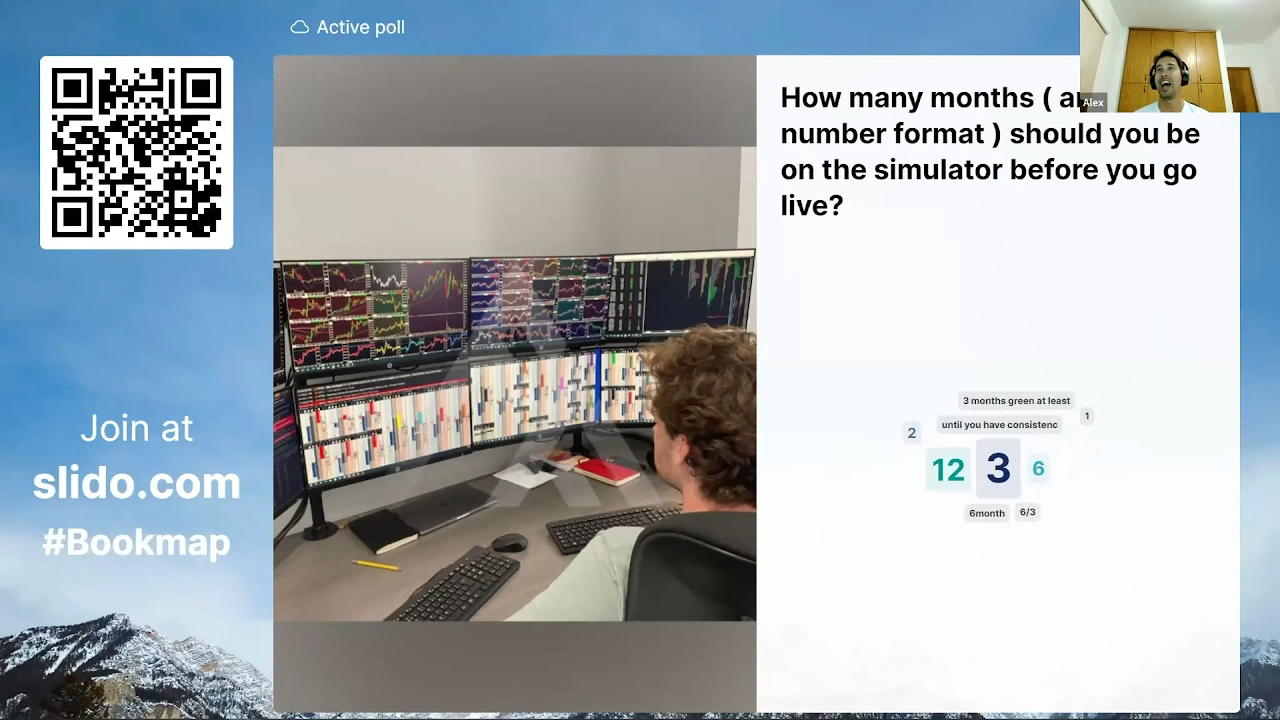 Active poll
Join at
slido.com
#Bookmap
How many months (
number format ) should you be
on the simulator before you go
live?
Alex
3 months green at least
1
until you have consistenc
2
12
3
6
6month
6/3